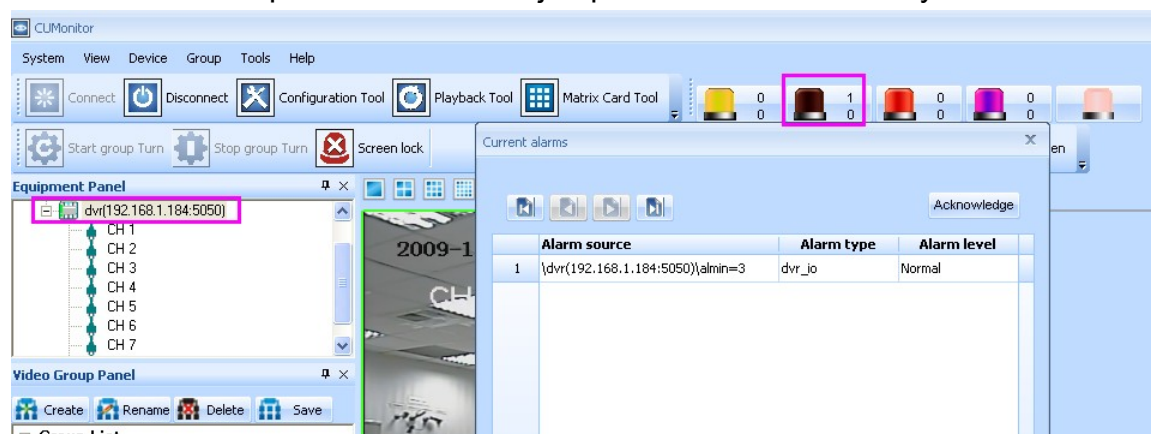 CUMonitor
System View Device Group Tools Help
Connect Disconnect Configuration Tool Playback Tool Matrix Card Tool 0 1 0 0
0 0 0 0
Start group Turn Stop group Turn Screen lock Current alarms x en
Equipment Panel
dvr(192.168.1.184:5050) Acknowledge
CH 1
CH 2 2009-1 Alarm source Alarm type Alarm level
CH 3 1 \dvr(192.168.1.184:5050)\almin=3 dvr_io Normal
CH 4 CH
CH 5
CH 6
CH 7
Video Group Panel
Create Rename Delete Save